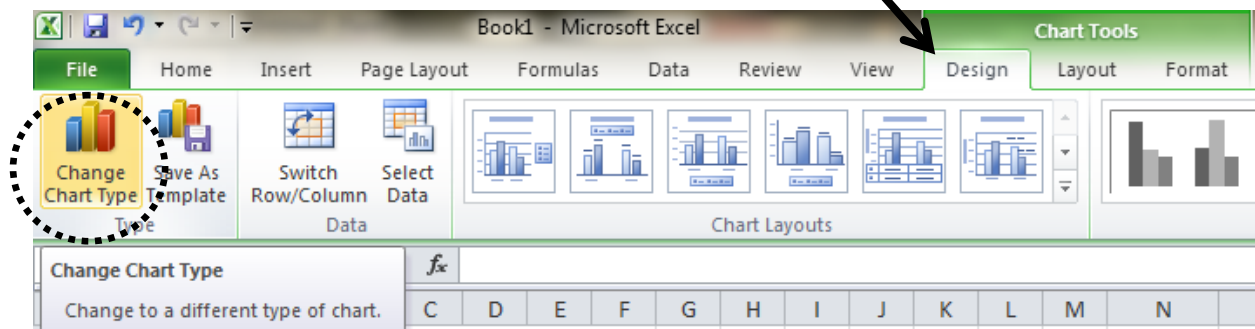 Book1 - Microsoft Excel
Chart Tools
File Home Insert Page Layout Formulas Data Review View Design Layout Format
Change Chart Type
Save As Template
Switch Row/Column
Select Data
Type Data Chart Layouts
Change Chart Type
fx
Change to a different type of chart.
C D E F G H I J K L M N